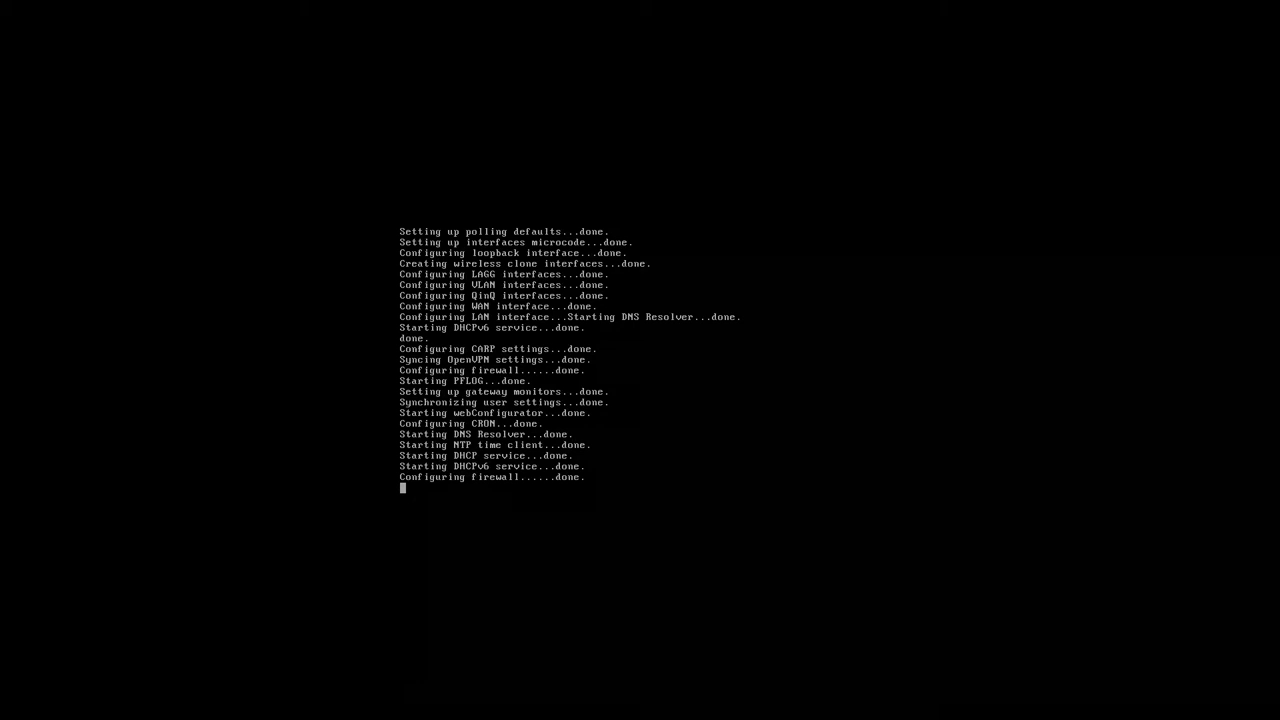 Setting up polling defaults...done.
Setting up interfaces microcode...done.
Configuring loopback interface...done.
Creating wireless clone interfaces...done.
Configuring LAGG interfaces...done.
Configuring VLAN interfaces...done.
Configuring QinQ interfaces...done.
Configuring WAN interface...done.
Configuring LAN interface...Starting DNS Resolver...done.
Starting DHCPv6 service...done.
done.
Configuring CARP settings...done.
Syncing OpenVPN settings...done.
Configuring firewall......done.
Starting PFLOG...done.
Setting up gateway monitors...done.
Synchronizing user settings...done.
Starting webConfigurator...done.
Configuring CRON...done.
Starting DNS Resolver...done.
Starting NTP time client...done.
Starting DHCP service...done.
Starting DHCPv6 service...done.
Configuring firewall......done.